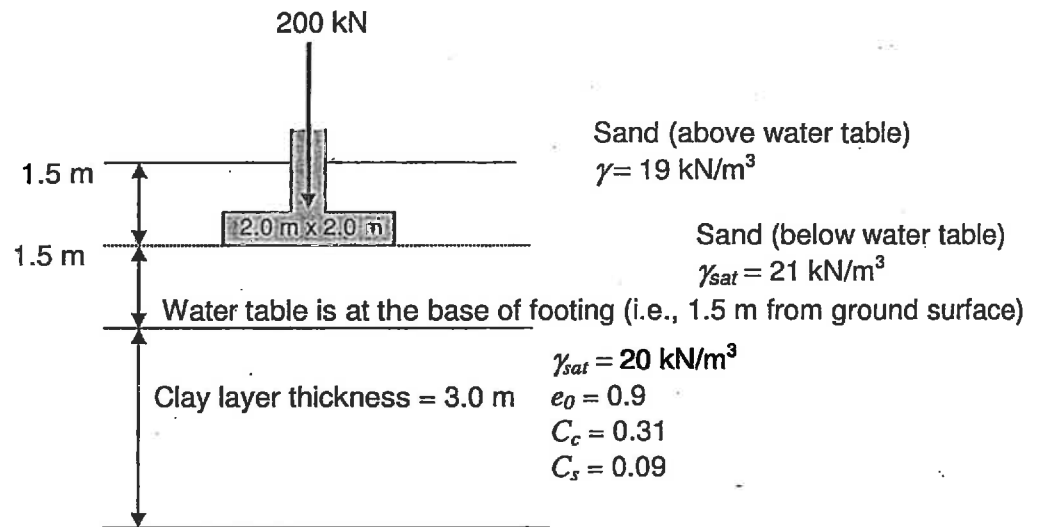 200 kN
Sand (above water table)
1.5 m
γ= 19 kN/m³
2.0 m x 2.0 m
Sand (below water table)
1.5 m
γsat = 21 kN/m³
Water table is at the base of footing (i.e., 1.5 m from ground surface)
γsat = 20 kN/m³
Clay layer thickness = 3.0 m
e0 = 0.9
Cc = 0.31
Cs = 0.09